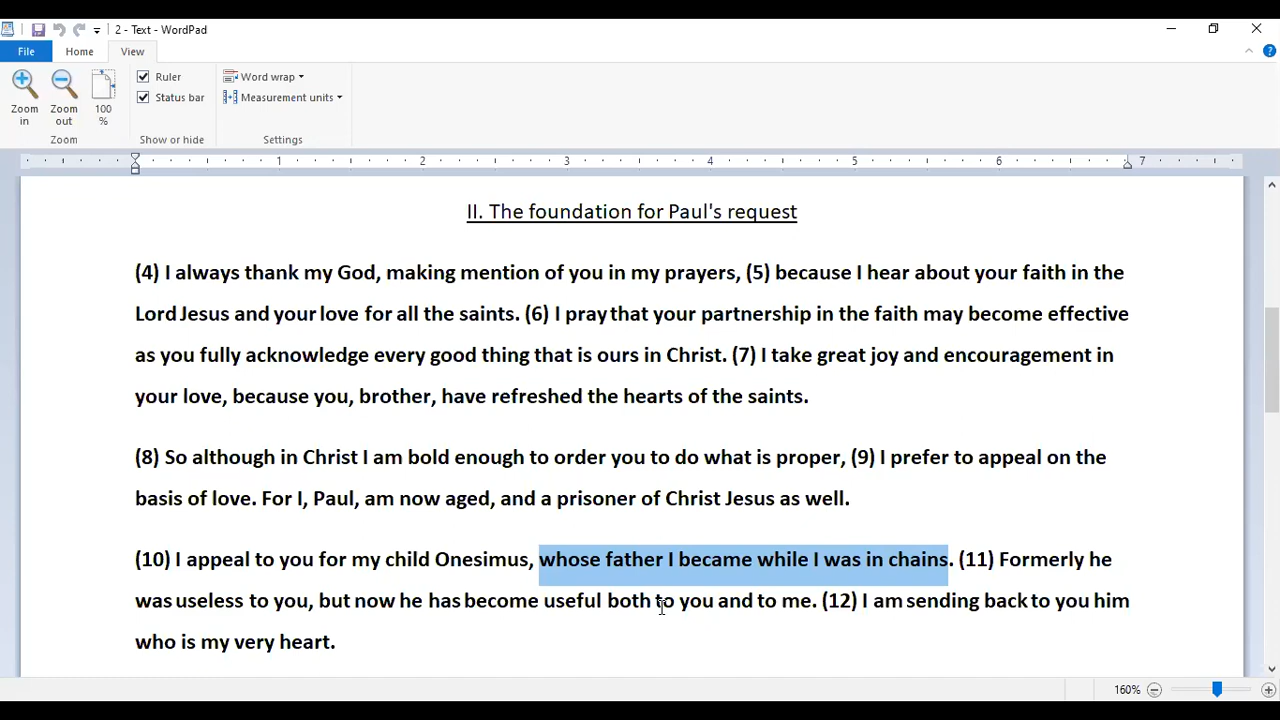 2 - Text - WordPad
File Home View
Zoom in
Zoom out
100 %
Ruler
Status bar
Word wrap
Measurement units
Zoom Show or hide Settings
1 2 3 4 5 6 7
II. The foundation for Paul's request
(4) I always thank my God, making mention of you in my prayers, (5) because I hear about your faith in the
Lord Jesus and your love for all the saints. (6) I pray that your partnership in the faith may become effective
as you fully acknowledge every good thing that is ours in Christ. (7) I take great joy and encouragement in
your love, because you, brother, have refreshed the hearts of the saints.
(8) So although in Christ I am bold enough to order you to do what is proper, (9) I prefer to appeal on the
basis of love. For I, Paul, am now aged, and a prisoner of Christ Jesus as well.
(10) I appeal to you for my child Onesimus, whose father I became while I was in chains. (11) Formerly he
was useless to you, but now he has become useful both to you and to me. (12) I am sending back to you him
who is my very heart.
160%